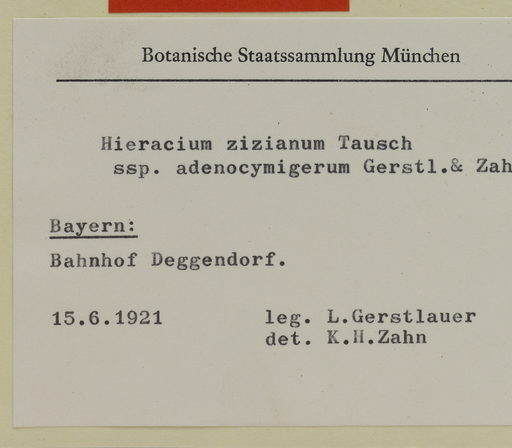 Botanische Staatssammlung München
Hieracium zizianum Tausch
ssp. adenocymigerum Gerstl.& Zah
Bayern:
Bahnhof Deggendorf.
15.6.1921 leg. L.Gerstlauer
det. K.H.Zahn